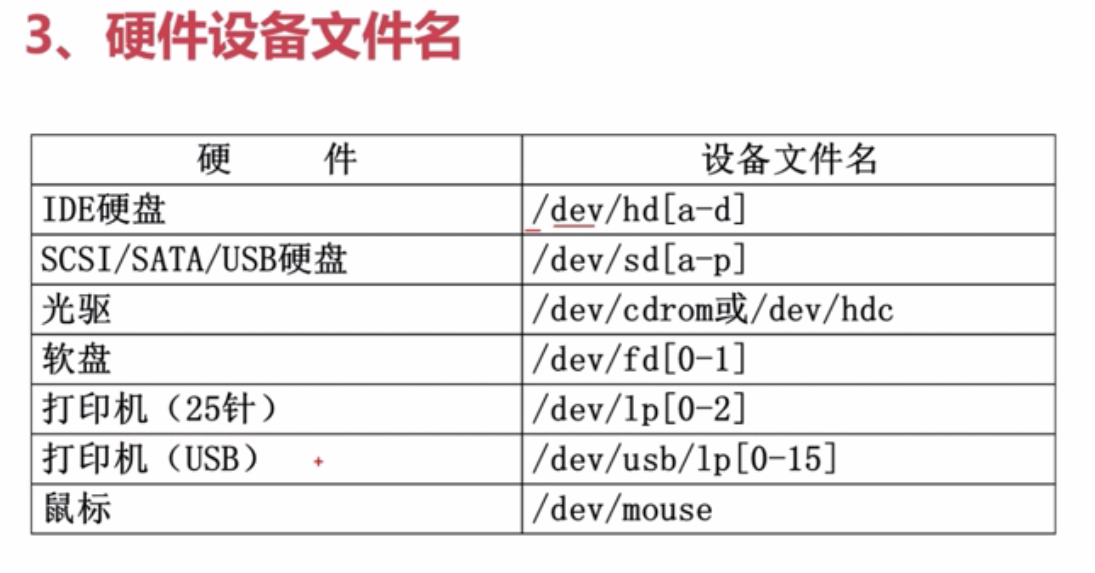 3、硬件设备文件名
硬 件 设备文件名
IDE硬盘 /dev/hd[a-d]
SCSI/SATA/USB硬盘 /dev/sd[a-p]
光驱 /dev/cdrom或/dev/hdc
软盘 /dev/fd[0-1]
打印机（25针） /dev/lp[0-2]
打印机（USB） /dev/usb/lp[0-15]
鼠标 /dev/mouse